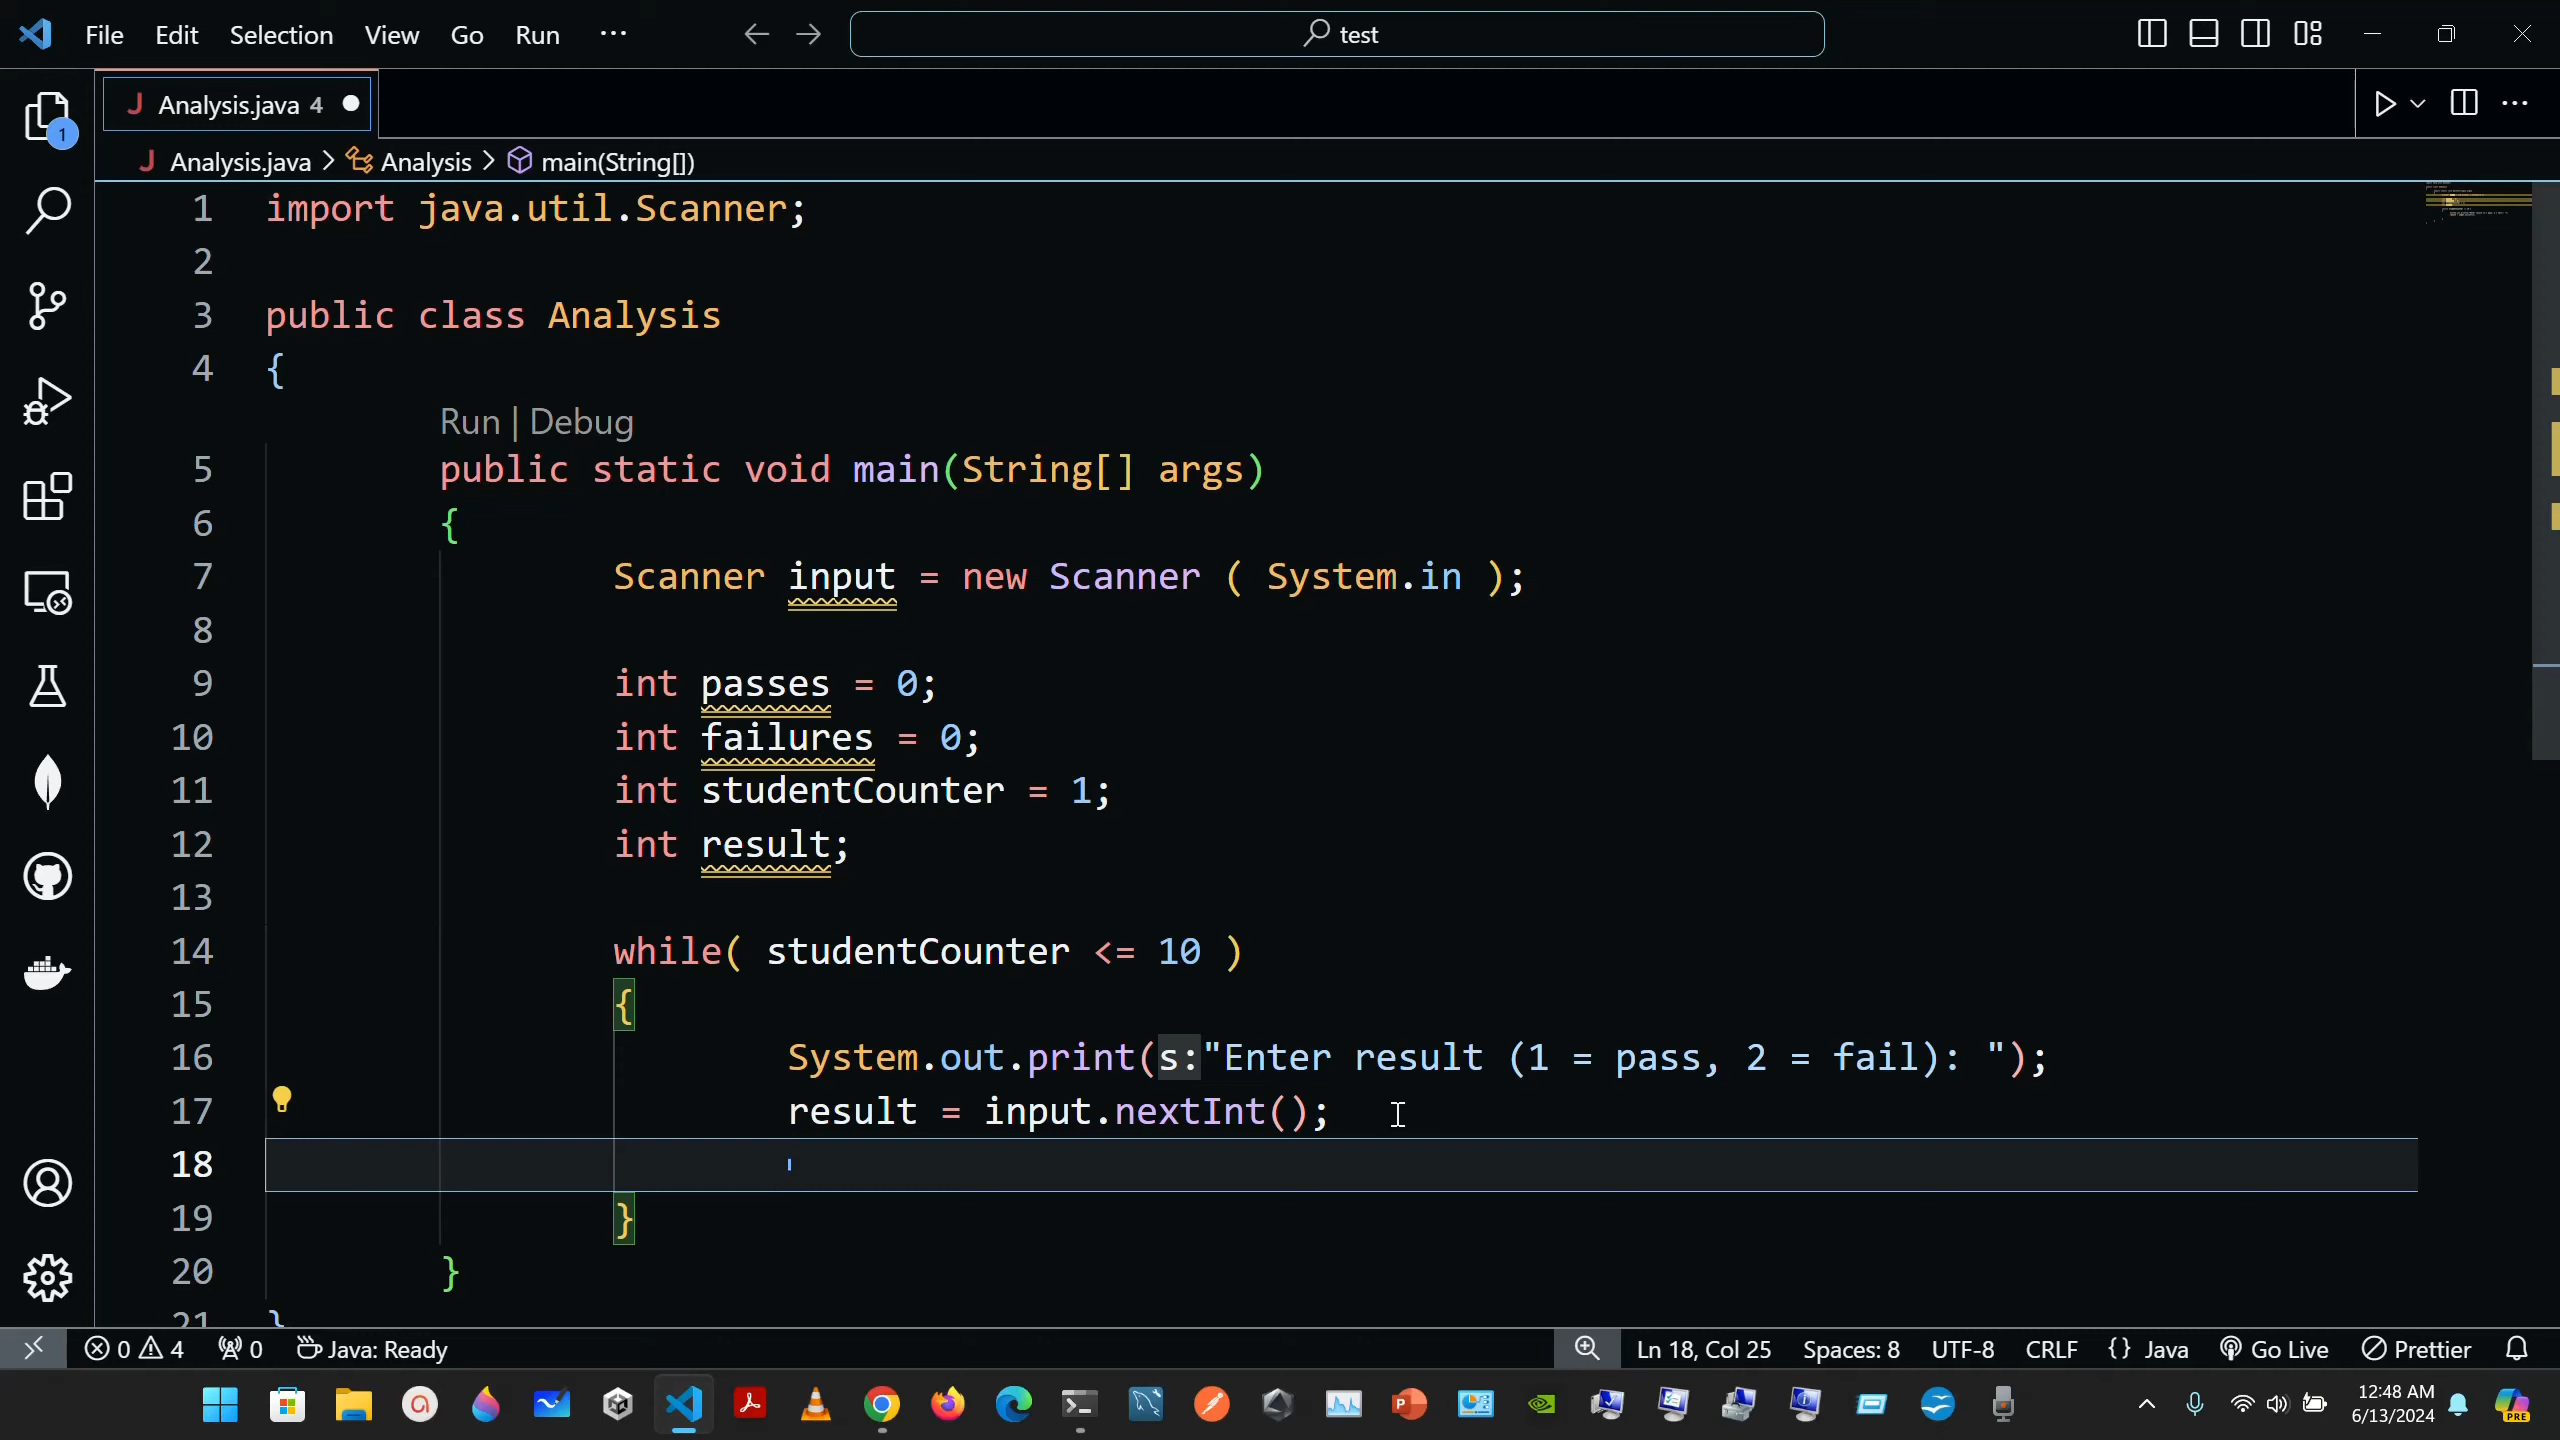 File Edit Selection View Go Run ··· test
Analysis.java 4
Analysis.java > Analysis > main(String[])
1 import java.util.Scanner;
2
3 public class Analysis
4 {
Run | Debug
5 public static void main(String[] args)
6 {
7 Scanner input = new Scanner ( System.in );
8
9 int passes = 0;
10 int failures = 0;
11 int studentCounter = 1;
12 int result;
13
14 while( studentCounter <= 10 )
15 {
16 System.out.print(s:"Enter result (1 = pass, 2 = fail): ");
17 result = input.nextInt();
18
19 }
20 }
21 }
1
0 4 0 Java: Ready Ln 18, Col 25 Spaces: 8 UTF-8 CRLF {} Java Go Live Prettier
12:48 AM
6/13/2024
PRE